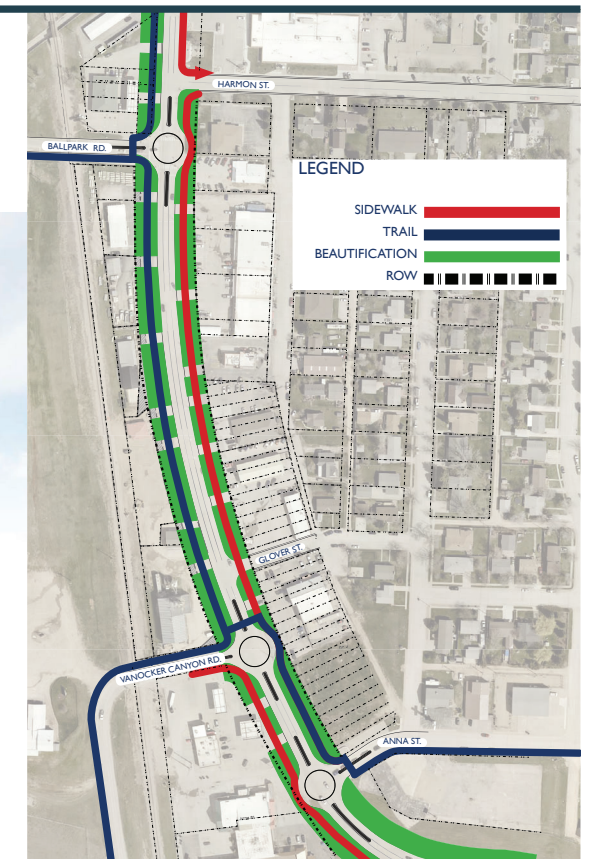 HARMON ST.
BALLPARK RD.
LEGEND
SIDEWALK
TRAIL
BEAUTIFICATION
ROW
GLOVER ST.
VANOCKER CANYON RD.
ANNA ST.